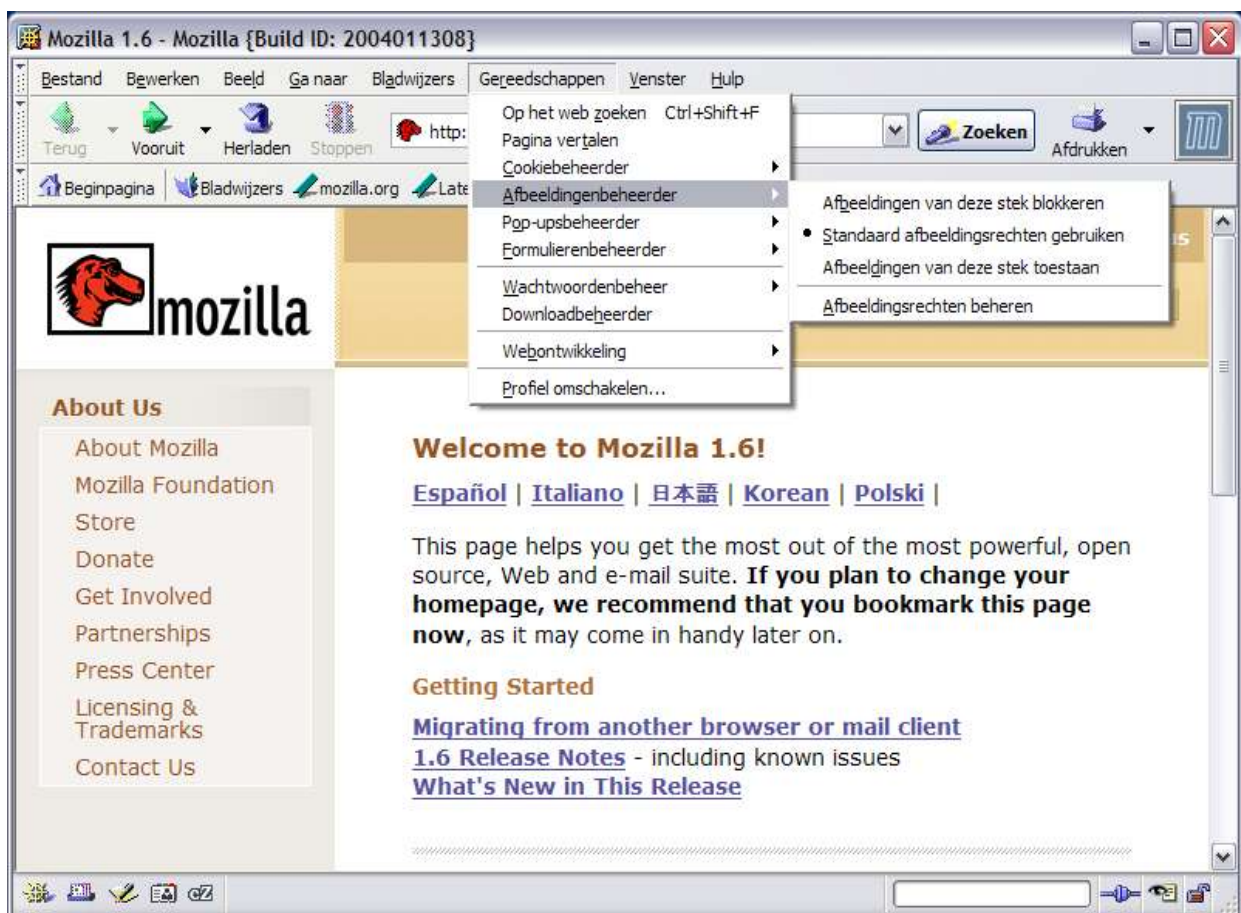 Mozilla 1.6 - Mozilla {Build ID: 2004011308}
Bestand Bewerken Beeld Ga naar Bladwijzers Gereedschappen Venster Hulp
Terug Vooruit Herladen Stoppen http: Zoeken Afdrukken
Beginpagina Bladwijzers mozilla.org
Op het web zoeken Ctrl+Shift+F
Pagina vertalen
Cookiebeheerder
Afbeeldingenbeheerder
Pop-upsbeheerder
Formulierenbeheerder
Wachtwoordenbeheer
Downloadbeheerder
Webontwikkeling
Profiel omschakelen...
Afbeeldingen van deze stek blokkeren
Standaard afbeeldingsrechten gebruiken
Afbeeldingen van deze stek toestaan
Afbeeldingsrechten beheren
mozilla
About Us
About Mozilla
Mozilla Foundation
Store
Donate
Get Involved
Partnerships
Press Center
Licensing &
Trademarks
Contact Us
Welcome to Mozilla 1.6!
Español | Italiano | 日本語 | Korean | Polski |
This page helps you get the most out of the most powerful, open
source, Web and e-mail suite. If you plan to change your
homepage, we recommend that you bookmark this page
now, as it may come in handy later on.
Getting Started
Migrating from another browser or mail client
1.6 Release Notes - including known issues
What's New in This Release